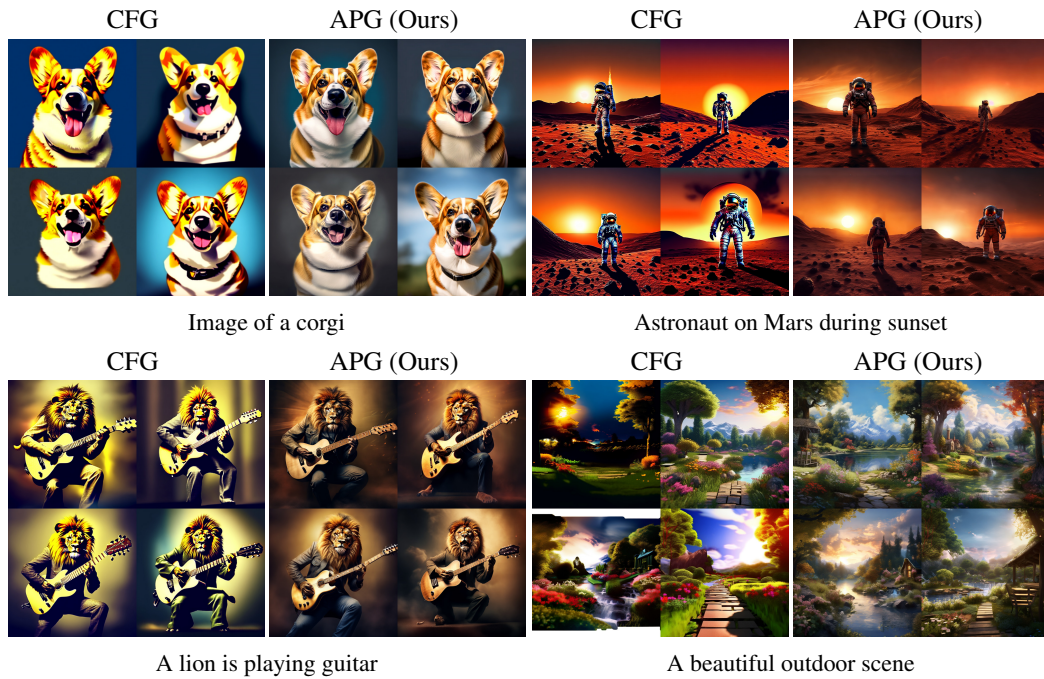 CFG
APG (Ours)
CFG
APG (Ours)
Image of a corgi
Astronaut on Mars during sunset
CFG
APG (Ours)
CFG
APG (Ours)
A lion is playing guitar
A beautiful outdoor scene